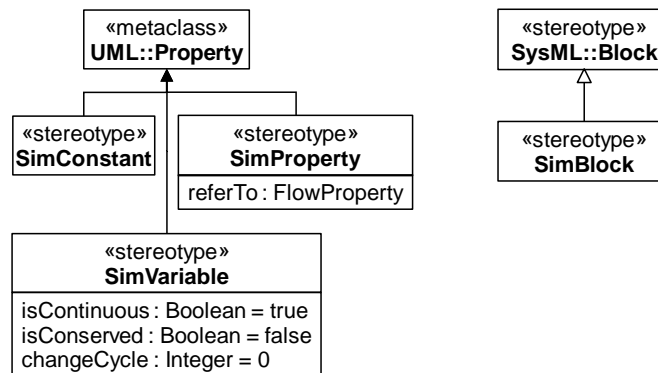 «metaclass»
UML::Property
«stereotype»
SysML::Block
«stereotype»
SimConstant
«stereotype»
SimProperty
referTo : FlowProperty
«stereotype»
SimBlock
«stereotype»
SimVariable
isContinuous : Boolean = true
isConserved : Boolean = false
changeCycle : Integer = 0